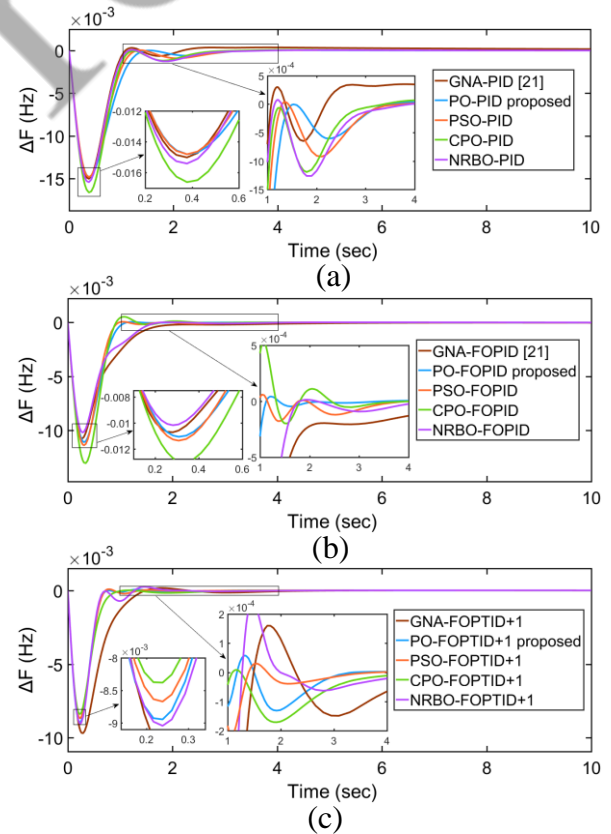 ×10⁻³
0
-5
-10
-15
ΔF (Hz)
-0.012
-0.014
-0.016
0.2 0.4 0.6
×10⁻⁴
5
0
-5
-10
-15
1 2 3 4
GNA-PID [21]
PO-PID proposed
PSO-PID
CPO-PID
NRBO-PID
0 2 4 6 8 10
Time (sec)
(a)
×10⁻³
0
-5
-10
ΔF (Hz)
-0.008
-0.01
-0.012
0.2 0.4 0.6
5 ×10⁻⁴
0
-5
1 2 3 4
GNA-FOPID [21]
PO-FOPID proposed
PSO-FOPID
CPO-FOPID
NRBO-FOPID
0 2 4 6 8 10
Time (sec)
(b)
×10⁻³
0
-5
-10
ΔF (Hz)
-8 ×10⁻³
-8.5
-9
0.2 0.3
2 ×10⁻⁴
1
0
-1
-2
1 2 3 4
GNA-FOPTID+1
PO-FOPTID+1 proposed
PSO-FOPTID+1
CPO-FOPTID+1
NRBO-FOPTID+1
0 2 4 6 8 10
Time (sec)
(c)